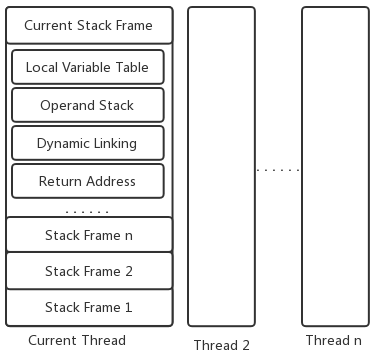 Current Stack Frame
Local Variable Table
Operand Stack
Dynamic Linking
Return Address
......
Stack Frame n
Stack Frame 2
Stack Frame 1
Current Thread
Thread 2
......
Thread n